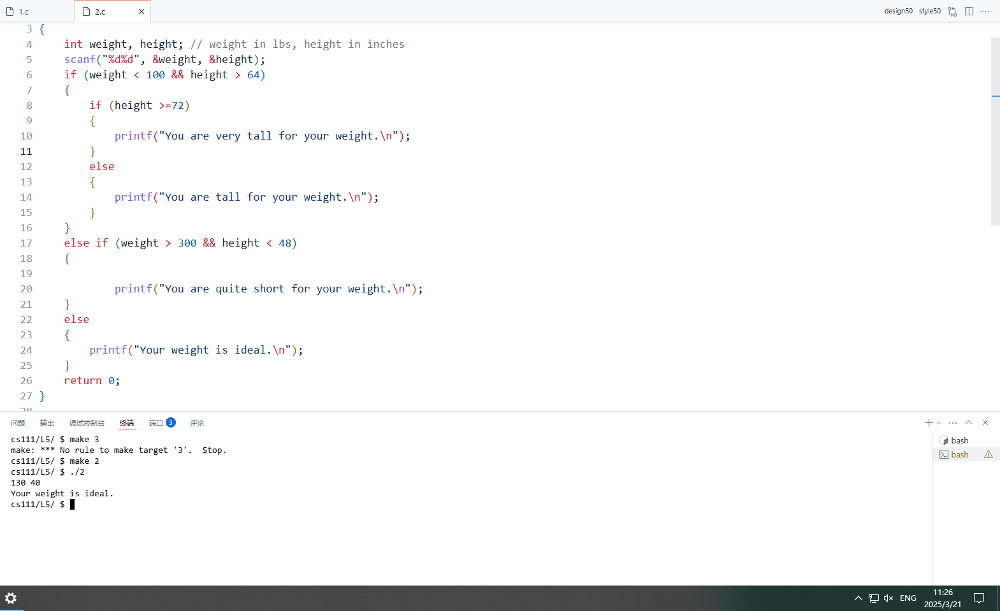 1.c
2.c
design50 style50
3 {
4     int weight, height; // weight in lbs, height in inches
5     scanf("%d%d", &weight, &height);
6     if (weight < 100 && height > 64)
7     {
8         if (height >=72)
9         {
10             printf("You are very tall for your weight.\n");
11         }
12         else
13         {
14             printf("You are tall for your weight.\n");
15         }
16     }
17     else if (weight > 300 && height < 48)
18     {
19
20             printf("You are quite short for your weight.\n");
21     }
22     else
23     {
24         printf("Your weight is ideal.\n");
25     }
26     return 0;
27 }
28
问题 输出 调试控制台 终端 端口 3 评论
cs111/L5/ $ make 3
make: *** No rule to make target '3'.  Stop.
cs111/L5/ $ make 2
cs111/L5/ $ ./2
130 40
Your weight is ideal.
cs111/L5/ $
bash
bash
ENG
11:26
2025/3/21